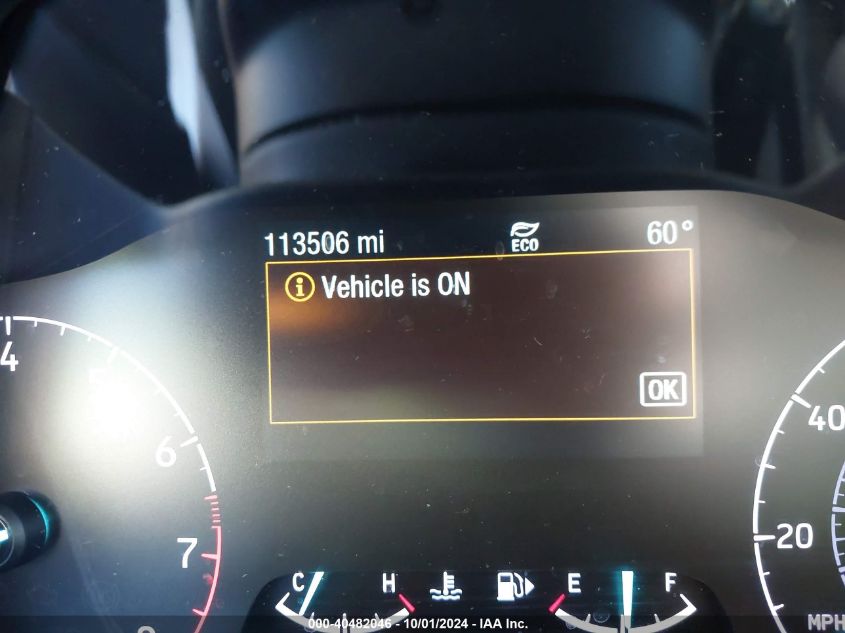 113506 mi
ECO
60°
Vehicle is ON
OK
4
5
6
7
8
40
20
MPH
C H
E F
000-40482046 - 10/01/2024 - IAA Inc.